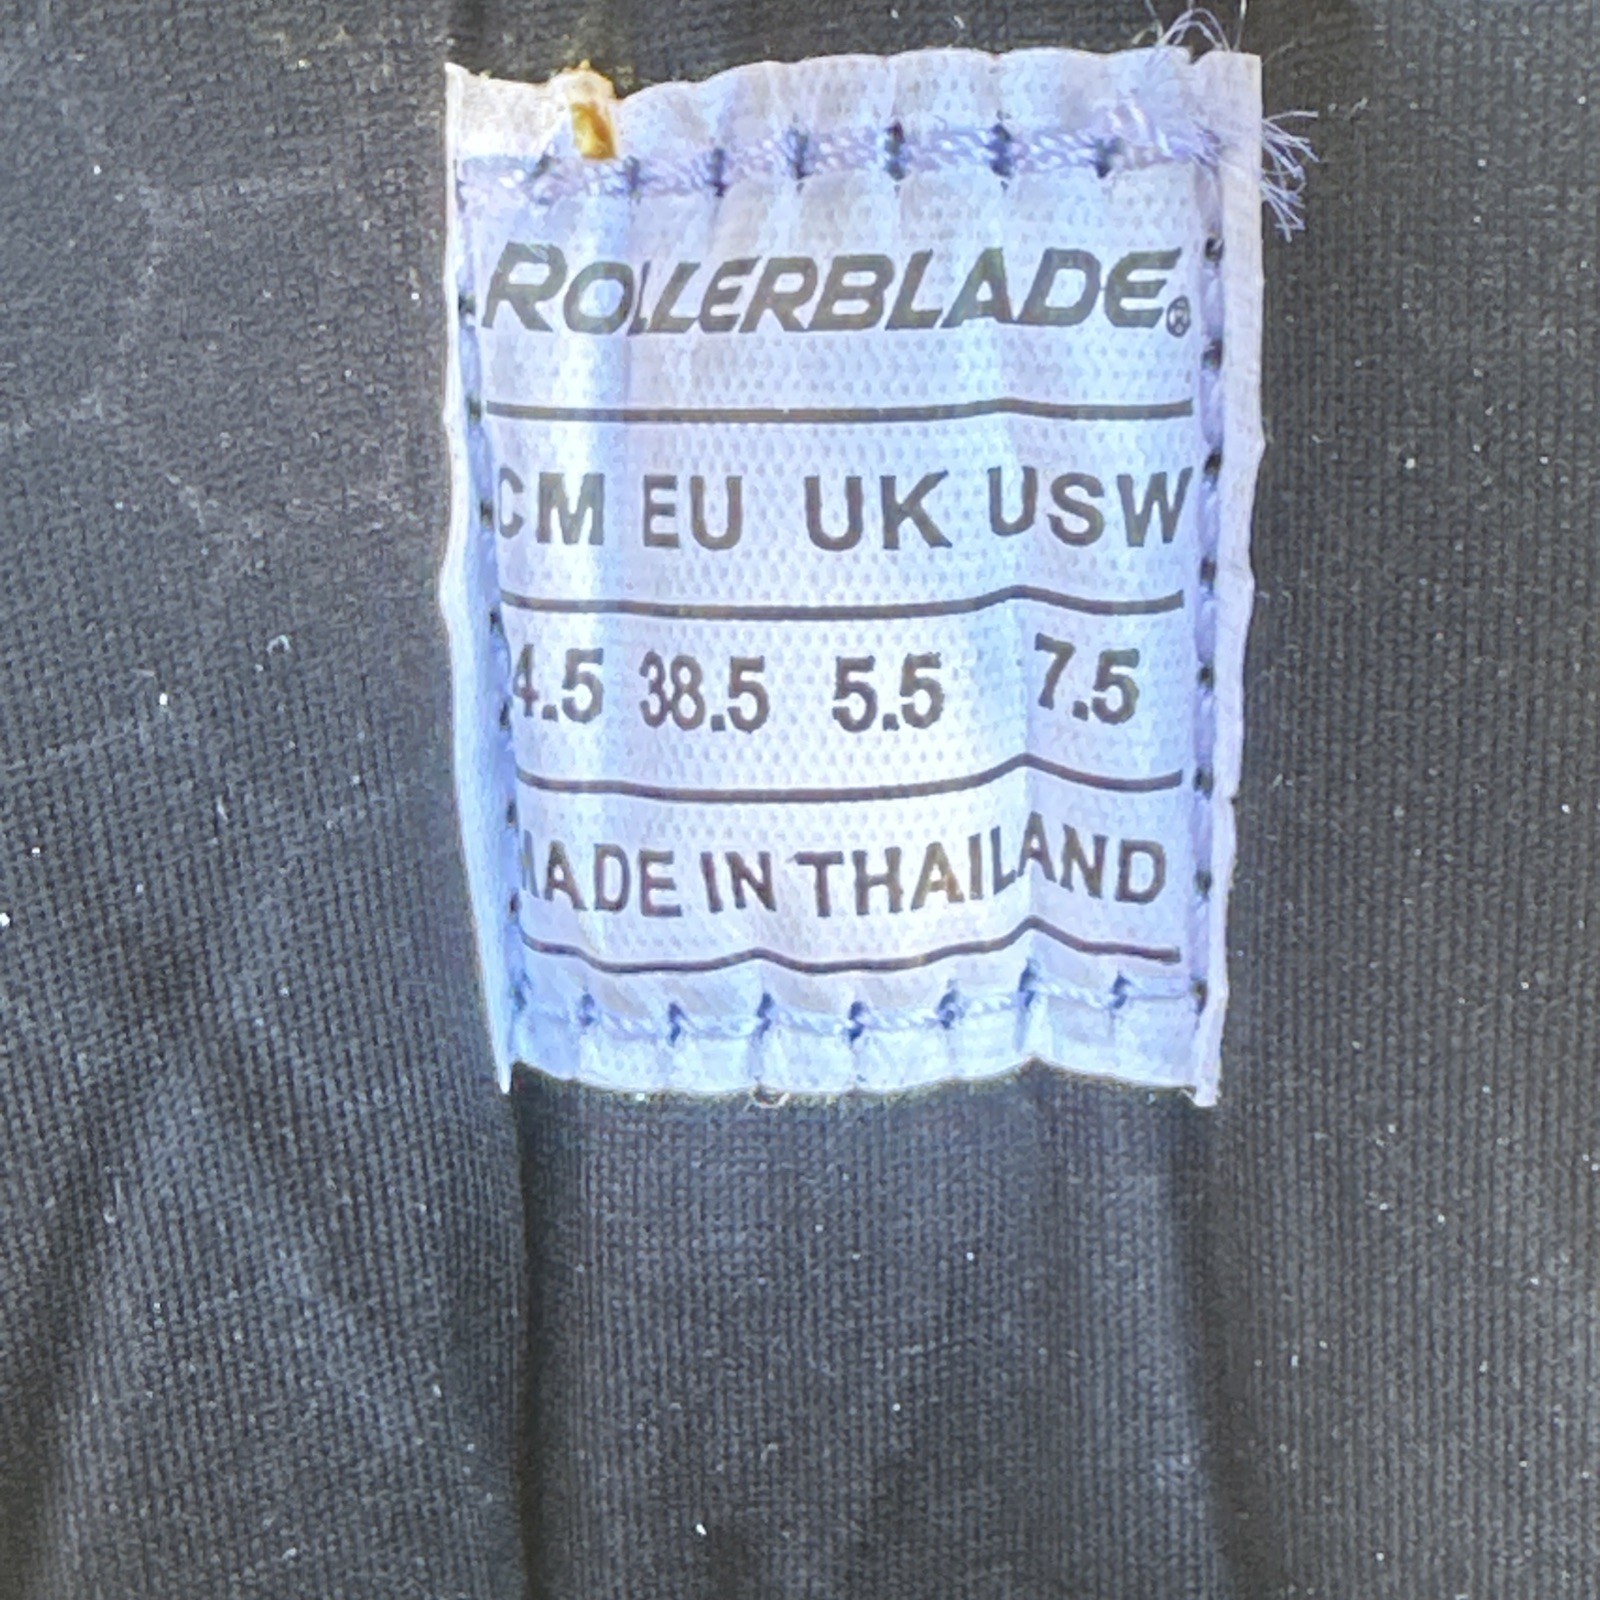 ROLLERBLADE®
CM EU UK USW
4.5 38.5 5.5 7.5
MADE IN THAILAND